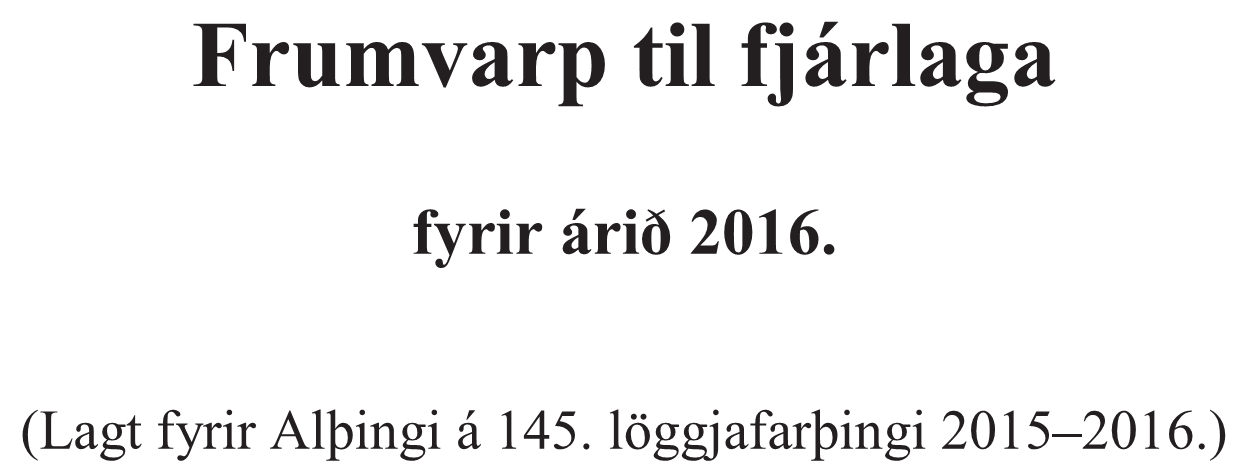 Frumvarp til fjárlaga
fyrir árið 2016.
(Lagt fyrir Alþingi á 145. löggjafarþingi 2015–2016.)